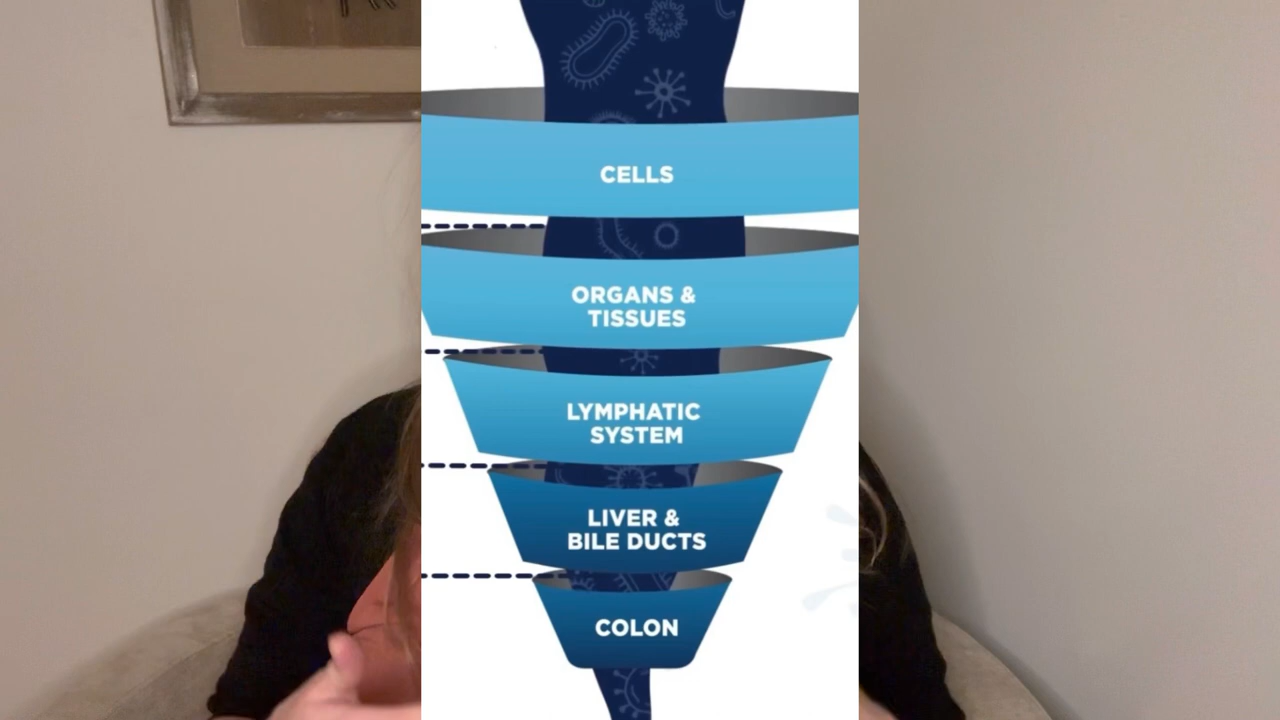 CELLS
ORGANS &
TISSUES
LYMPHATIC
SYSTEM
LIVER &
BILE DUCTS
COLON